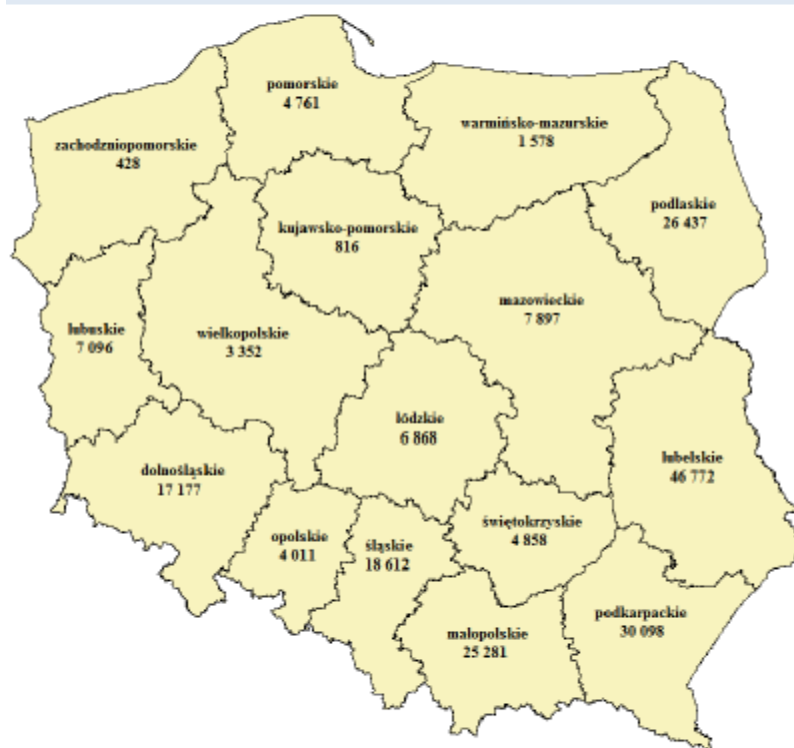 pomorskie
4 761
warmińsko-mazurskie
1 578
zachodzniopomorskie
428
podlaskie
26 437
kujawsko-pomorskie
816
mazowieckie
7 897
lubuskie
7 096
wielkopolskie
3 352
łódzkie
6 868
lubelskie
46 772
dolnośląskie
17 177
opolskie
4 011
śląskie
18 612
świętokrzyskie
4 858
małopolskie
25 281
podkarpackie
30 098